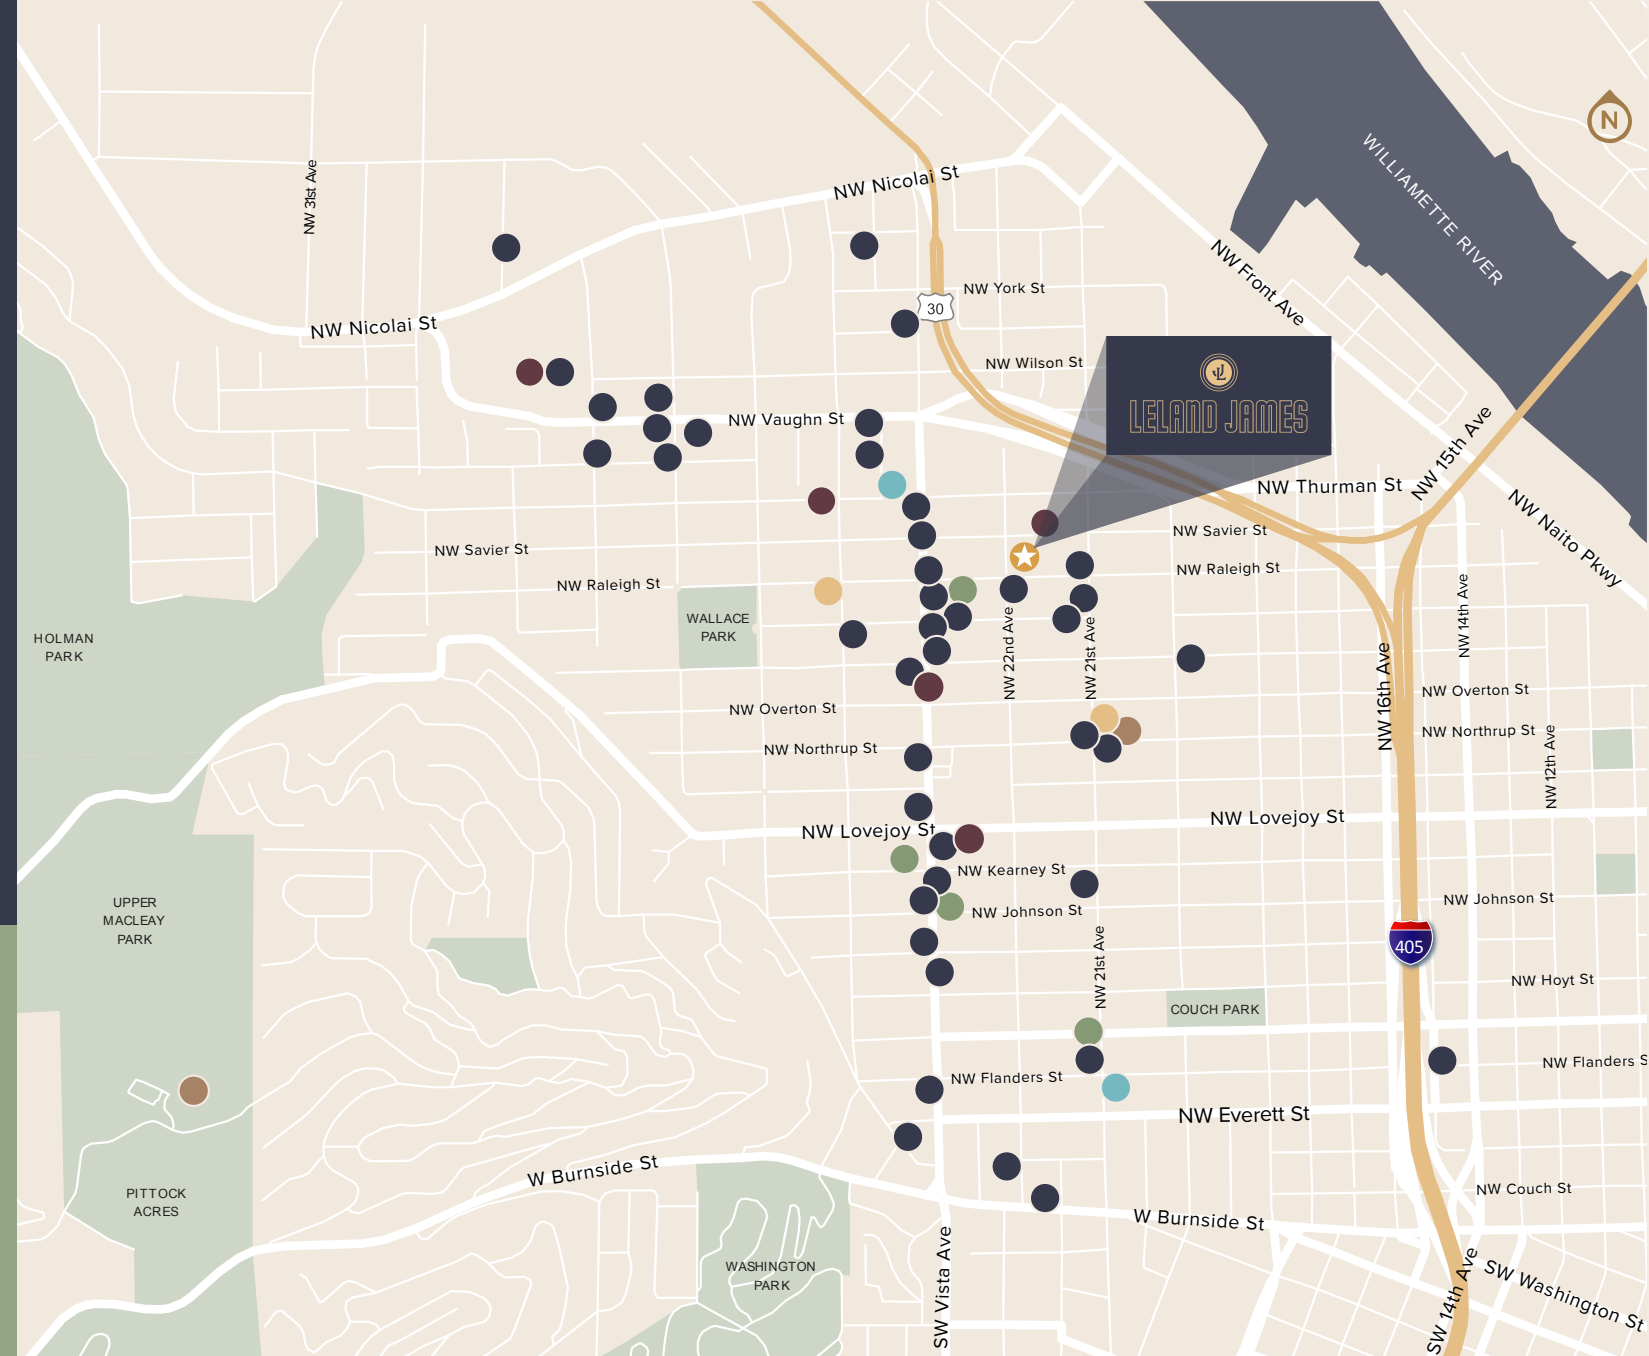 N
WILLIAMETTE RIVER
NW Nicolai St
NW 31st Ave
NW Front Ave
NW York St
30
NW Nicolai St
NW Wilson St
LELAND JAMES
NW Vaughn St
NW 15th Ave
NW Thurman St
NW Naito Pkwy
NW Savier St
NW Savier St
NW Raleigh St
NW Raleigh St
NW 14th Ave
WALLACE
PARK
HOLMAN
PARK
NW 22nd Ave
NW 21st Ave
NW 16th Ave
NW Overton St
NW Overton St
NW Northrup St
NW Northrup St
NW 12th Ave
NW Lovejoy St
NW Lovejoy St
NW Kearney St
UPPER
MACLEAY
PARK
NW Johnson St
NW Johnson St
405
NW 21st Ave
NW Hoyt St
COUCH PARK
NW Flanders St
NW Flanders S
NW Everett St
W Burnside St
PITTOCK
ACRES
NW Couch St
W Burnside St
WASHINGTON
PARK
SW Vista Ave
SW 14th Ave
SW Washington St